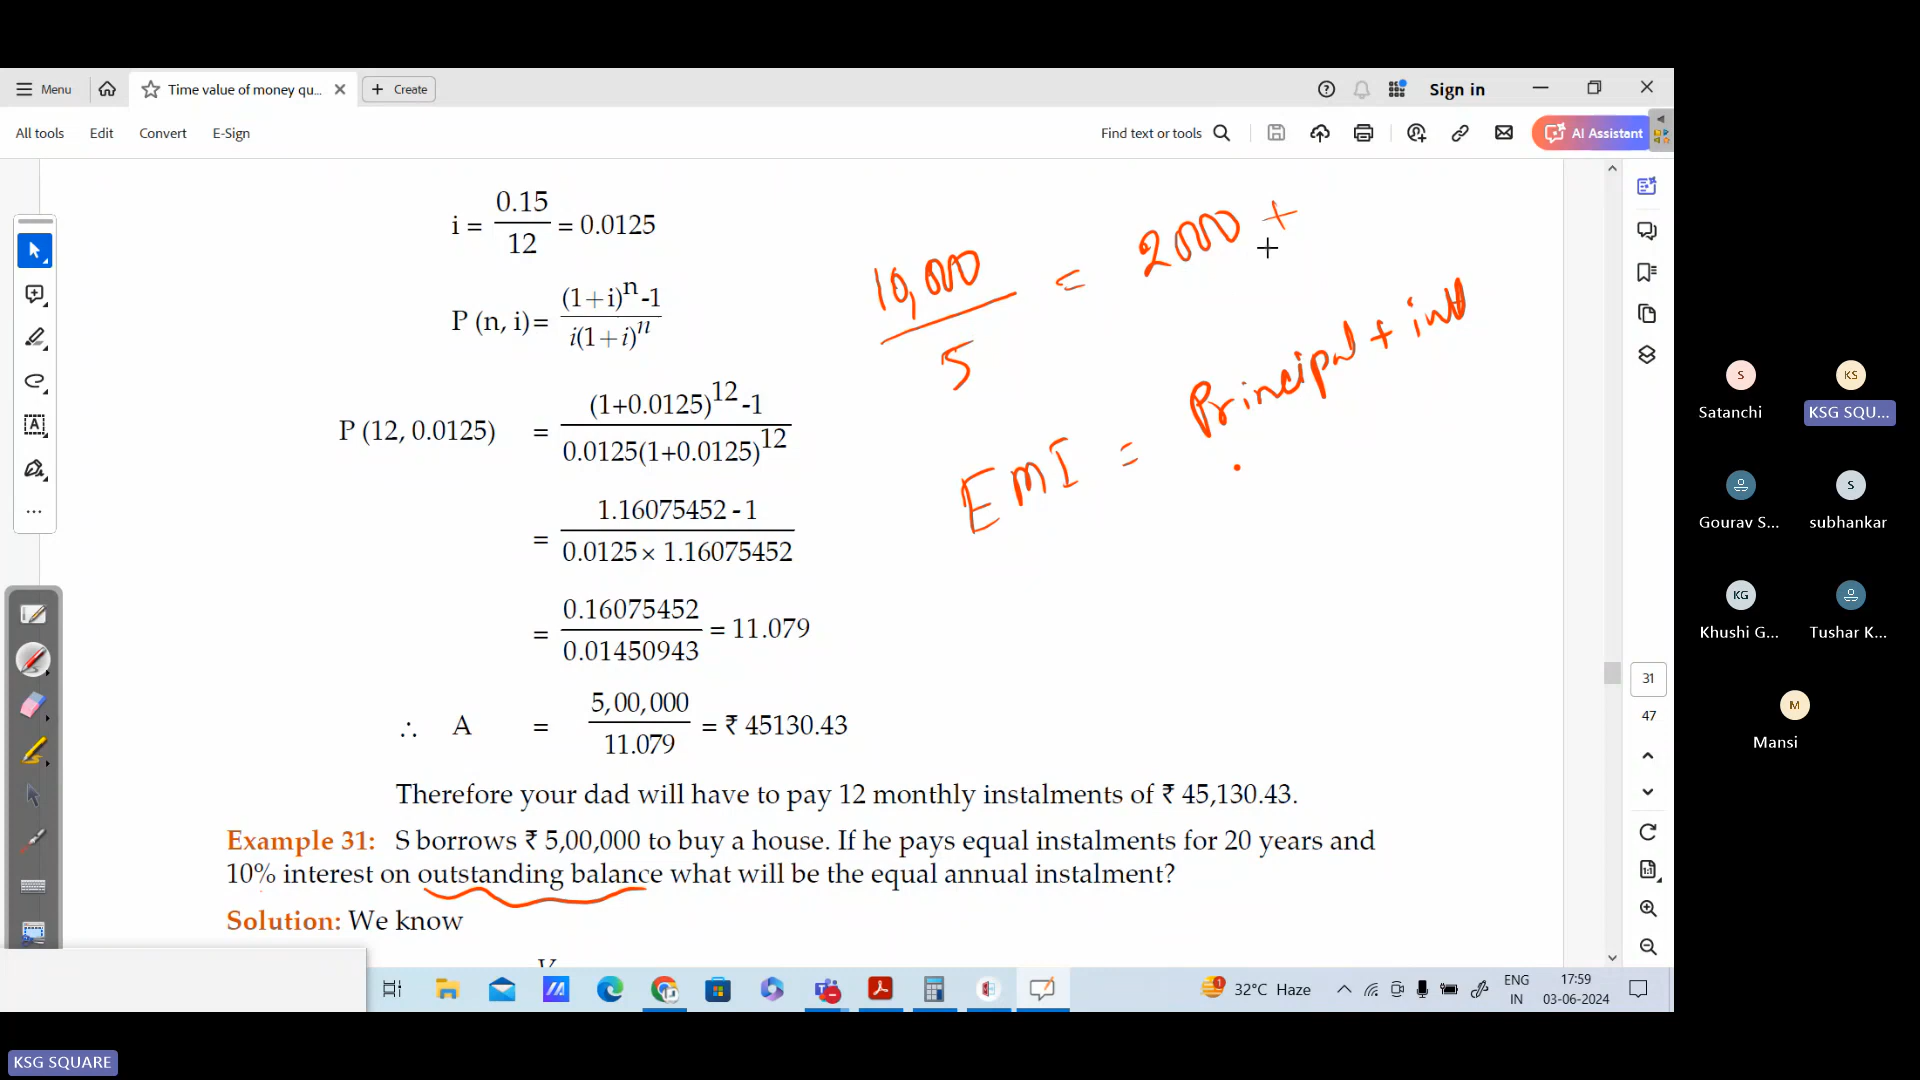 Menu Time value of money qu... Create Sign in
All tools Edit Convert E-Sign Find text or tools AI Assistant
i = 0.15 / 12 = 0.0125
10,000 / 5 = 2000 +
P (n, i) = (1+i)^n -1 / i(1+i)^n
EMI = Principal + int
P (12, 0.0125) = (1+0.0125)^12 -1 / 0.0125(1+0.0125)^12
= 1.16075452 - 1 / 0.0125 × 1.16075452
= 0.16075452 / 0.01450943 = 11.079
∴ A = 5,00,000 / 11.079 = ₹ 45130.43
Therefore your dad will have to pay 12 monthly instalments of ₹ 45,130.43.
Example 31: S borrows ₹ 5,00,000 to buy a house. If he pays equal instalments for 20 years and
10% interest on outstanding balance what will be the equal annual instalment?
Solution: We know
31
47
S KS
Satanchi KSG SQU...
S
Gourav S... subhankar
KG
Khushi G... Tushar K...
M
Mansi
32°C Haze ENG IN 17:59 03-06-2024
KSG SQUARE